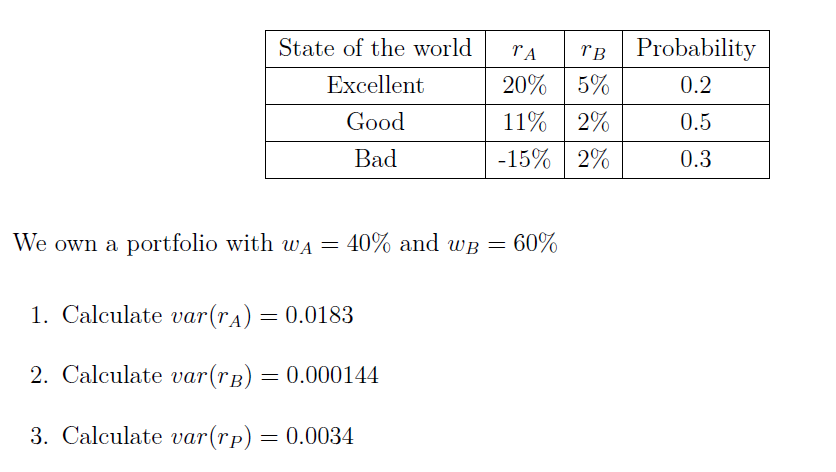 State of the world r_A r_B Probability
Excellent 20% 5% 0.2
Good 11% 2% 0.5
Bad -15% 2% 0.3
We own a portfolio with w_A = 40% and w_B = 60%
1. Calculate var(r_A) = 0.0183
2. Calculate var(r_B) = 0.000144
3. Calculate var(r_P) = 0.0034